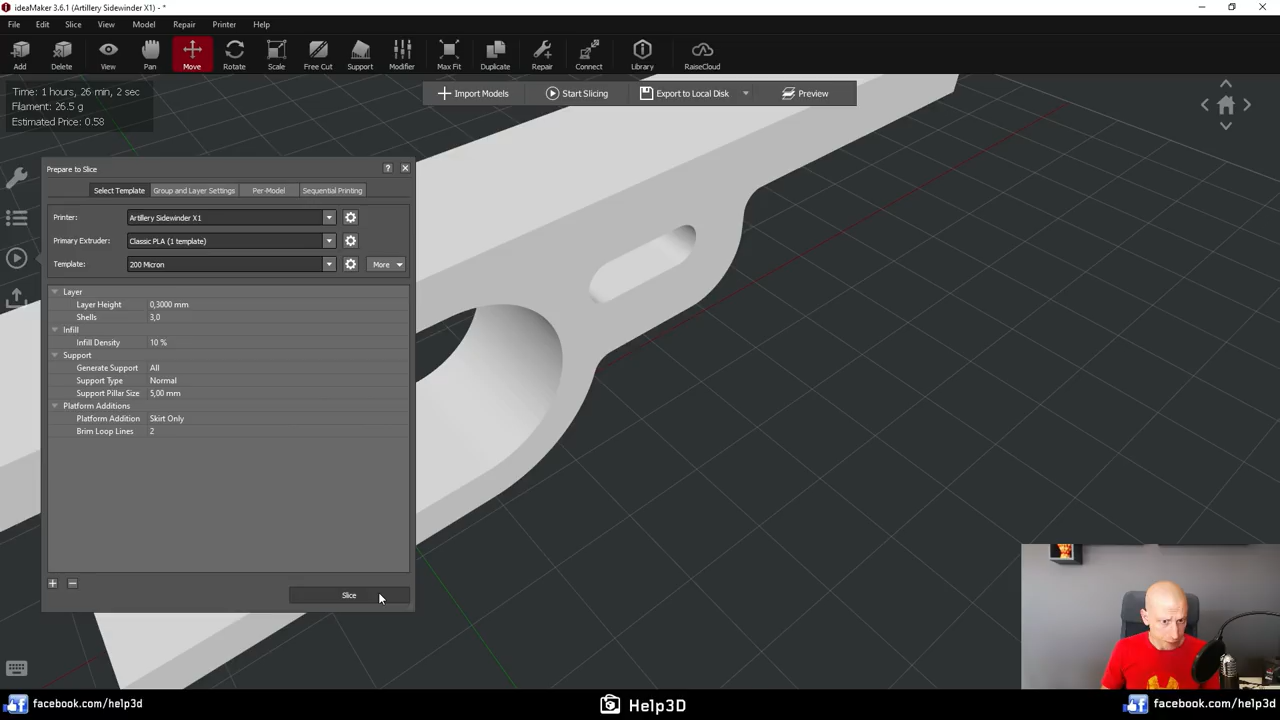 ideaMaker 3.6.1 (Artillery Sidewinder X1) - *
File Edit Slice View Model Repair Printer Help
Add Delete View Pan Move Rotate Scale Free Cut Support Modifier Max Fit Duplicate Repair Connect Library RaiseCloud
Time: 1 hours, 26 min, 2 sec
Filament: 26.5 g
Estimated Price: 0.58
Import Models Start Slicing Export to Local Disk Preview
Prepare to Slice ?
Select Template Group and Layer Settings Per-Model Sequential Printing
Printer: Artillery Sidewinder X1
Primary Extruder: Classic PLA (1 template)
Template: 200 Micron More
Layer
Layer Height 0,3000 mm
Shells 3,0
Infill
Infill Density 10 %
Support
Generate Support All
Support Type Normal
Support Pillar Size 5,00 mm
Platform Additions
Platform Addition Skirt Only
Brim Loop Lines 2
Slice
facebook.com/help3d Help3D facebook.com/help3d